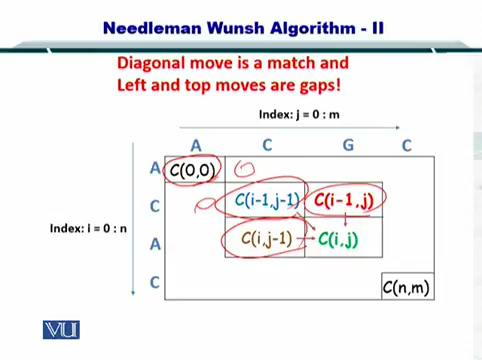 Needleman Wunsh Algorithm - II
Diagonal move is a match and
Left and top moves are gaps!
Index: j = 0 : m
A C G C
A C(0,0)
C C(i-1,j-1) C(i-1,j)
Index: i = 0 : n
A C(i,j-1) C(i,j)
C C(n,m)
VU